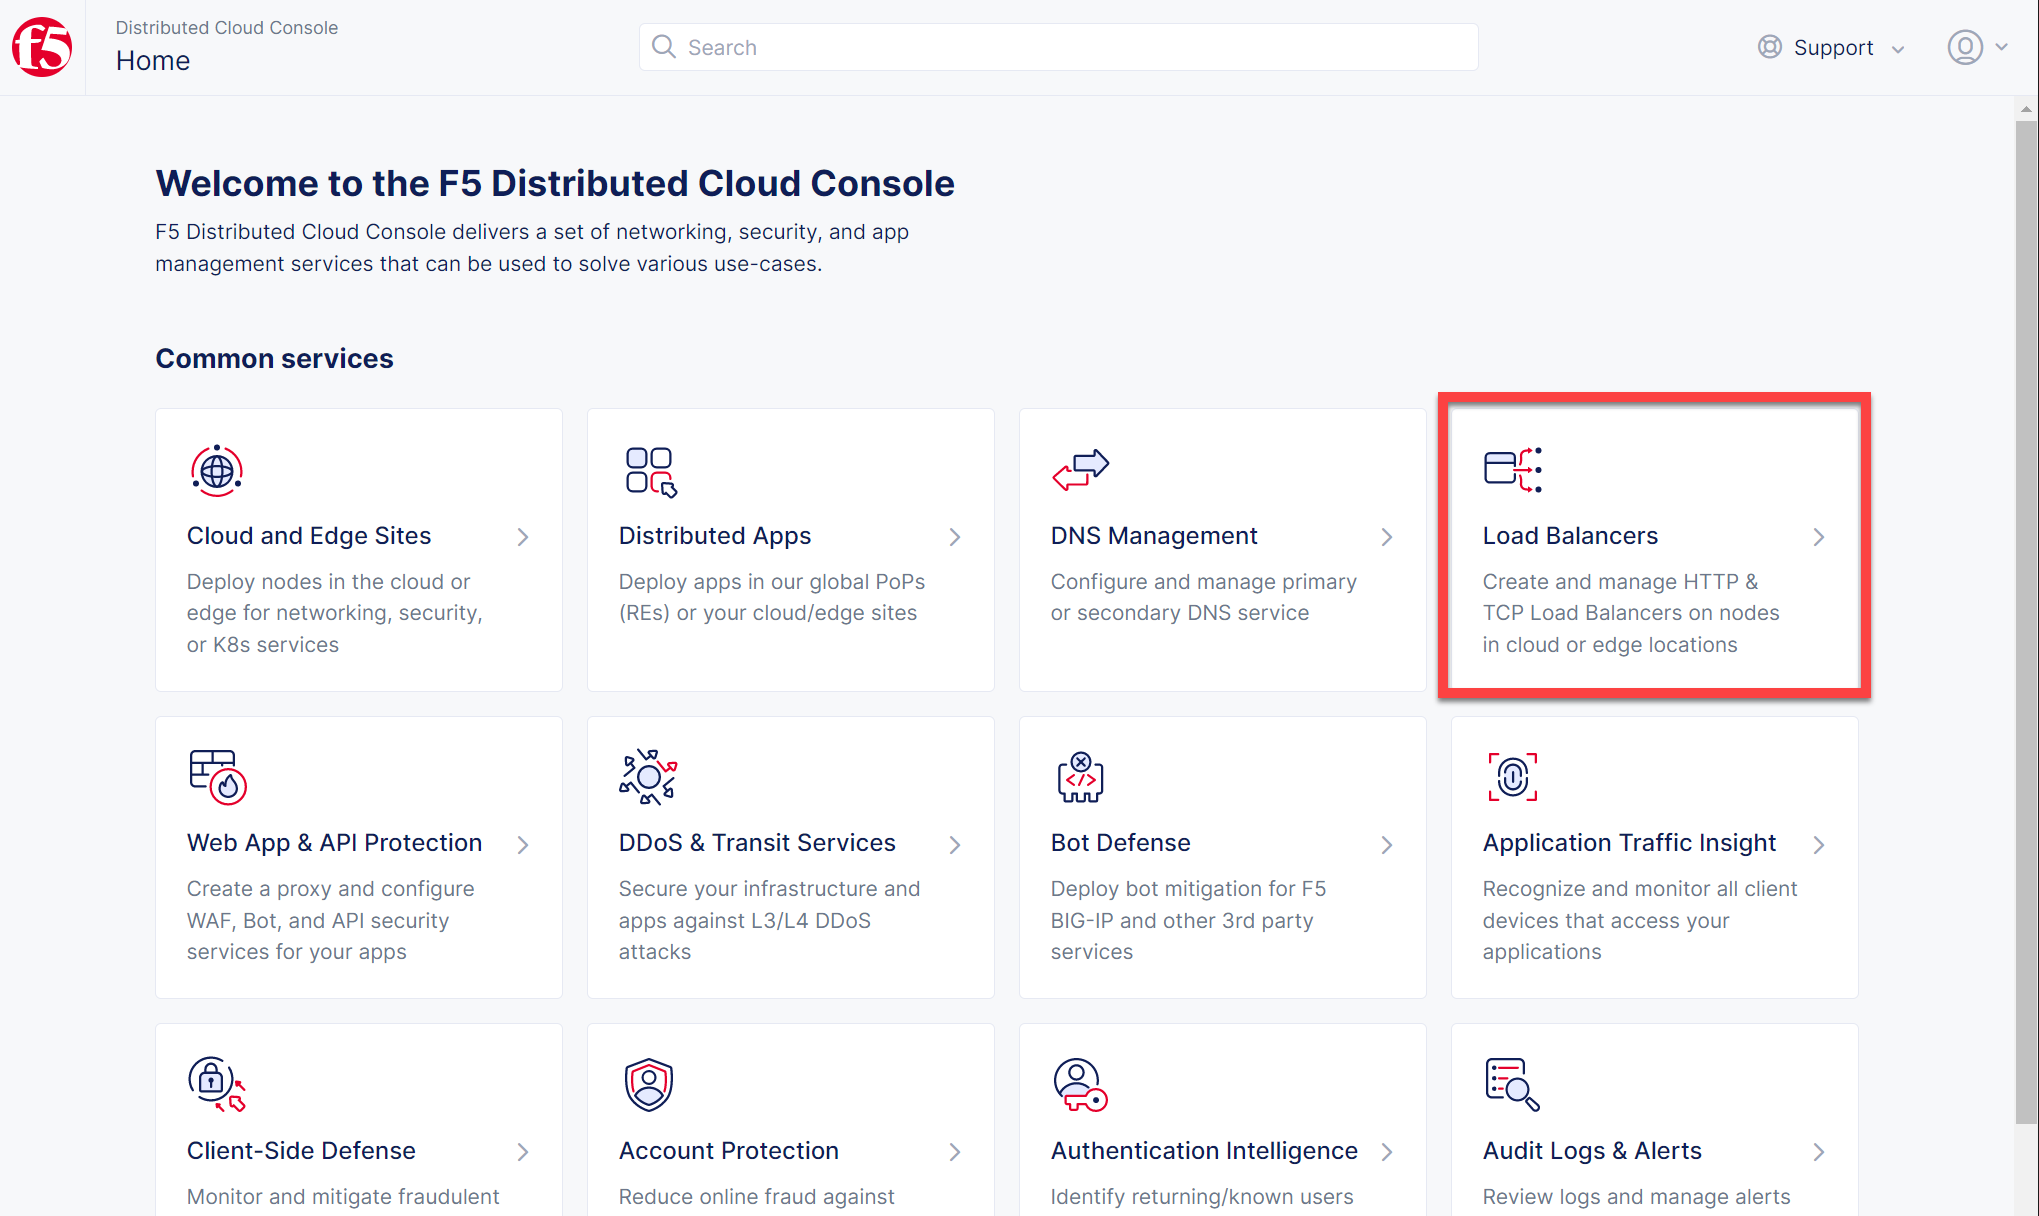 f5
Distributed Cloud Console
Home
Search
Support
Welcome to the F5 Distributed Cloud Console
F5 Distributed Cloud Console delivers a set of networking, security, and app
management services that can be used to solve various use-cases.
Common services
Cloud and Edge Sites
Deploy nodes in the cloud or
edge for networking, security,
or K8s services
Distributed Apps
Deploy apps in our global PoPs
(REs) or your cloud/edge sites
DNS Management
Configure and manage primary
or secondary DNS service
Load Balancers
Create and manage HTTP &
TCP Load Balancers on nodes
in cloud or edge locations
Web App & API Protection
Create a proxy and configure
WAF, Bot, and API security
services for your apps
DDoS & Transit Services
Secure your infrastructure and
apps against L3/L4 DDoS
attacks
Bot Defense
Deploy bot mitigation for F5
BIG-IP and other 3rd party
services
Application Traffic Insight
Recognize and monitor all client
devices that access your
applications
Client-Side Defense
Monitor and mitigate fraudulent
Account Protection
Reduce online fraud against
Authentication Intelligence
Identify returning/known users
Audit Logs & Alerts
Review logs and manage alerts